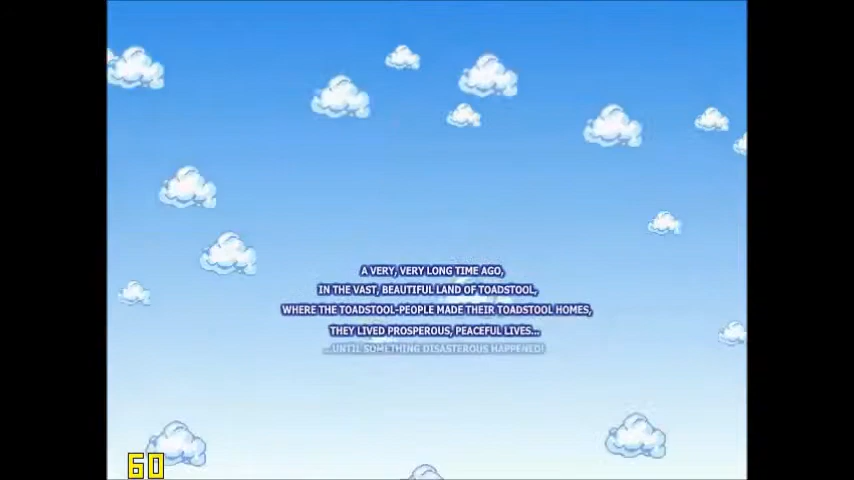 A VERY, VERY LONG TIME AGO,
IN THE VAST, BEAUTIFUL LAND OF TOADSTOOL,
WHERE THE TOADSTOOL-PEOPLE MADE THEIR TOADSTOOL HOMES,
THEY LIVED PROSPEROUS, PEACEFUL LIVES...
...UNTIL SOMETHING DISASTEROUS HAPPENED!
60